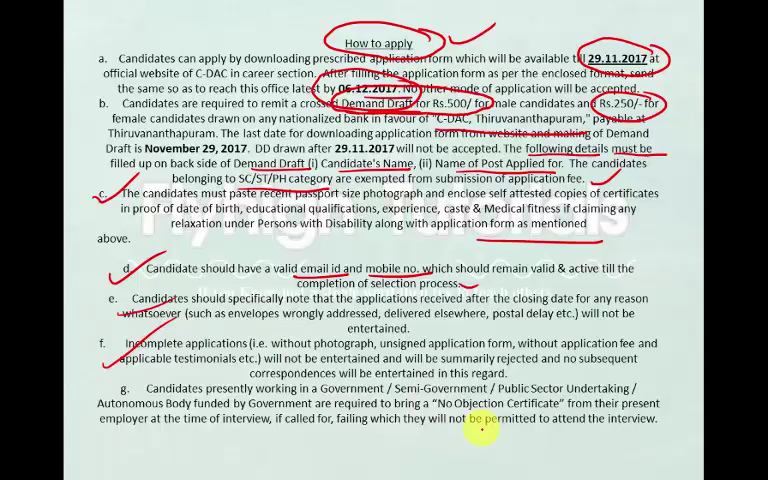 How to apply
a. Candidates can apply by downloading prescribed application form which will be available till 29.11.2017 at
official website of C-DAC in career section. After filling the application form as per the enclosed format, send
the same so as to reach this office latest by 06.12.2017. No other mode of application will be accepted.
b. Candidates are required to remit a crossed Demand Draft for Rs.500/ for male candidates and Rs.250/- for
female candidates drawn on any nationalized bank in favour of "C-DAC, Thiruvananthapuram," payable at
Thiruvananthapuram. The last date for downloading application form from website and making of Demand
Draft is November 29, 2017. DD drawn after 29.11.2017 will not be accepted. The following details must be
filled up on back side of Demand Draft (i) Candidate's Name, (ii) Name of Post Applied for. The candidates
belonging to SC/ST/PH category are exempted from submission of application fee.
c. The candidates must paste recent passport size photograph and enclose self attested copies of certificates
in proof of date of birth, educational qualifications, experience, caste & Medical fitness if claiming any
relaxation under Persons with Disability along with application form as mentioned
above.
FlyHigh Tutorials
d. Candidate should have a valid email id and mobile no. which should remain valid & active till the
completion of selection process.
e. Candidates should specifically note that the applications received after the closing date for any reason
whatsoever (such as envelopes wrongly addressed, delivered elsewhere, postal delay etc.) will not be
entertained.
f. Incomplete applications (i.e. without photograph, unsigned application form, without application fee and
applicable testimonials etc.) will not be entertained and will be summarily rejected and no subsequent
correspondences will be entertained in this regard.
g. Candidates presently working in a Government / Semi-Government / Public Sector Undertaking /
Autonomous Body funded by Government are required to bring a "No Objection Certificate" from their present
employer at the time of interview, if called for, failing which they will not be permitted to attend the interview.